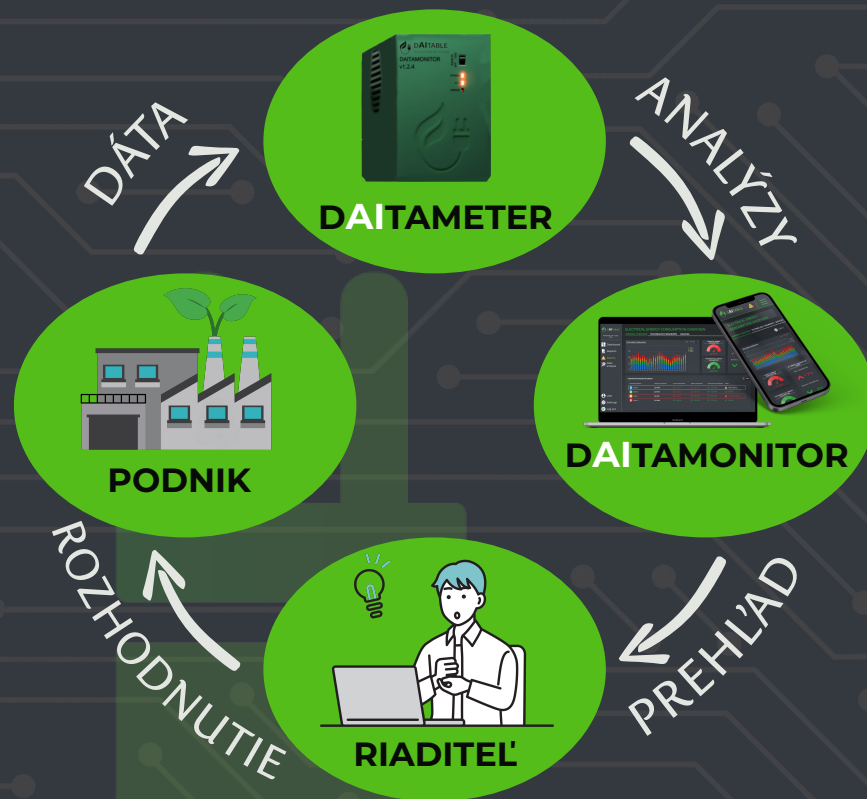 DAITABLE
DAITAMONITOR
v1.2.4
DAITAMETER
DÁTA
ANALÝZY
PODNIK
DAITAMONITOR
ROZHODNUTIE
PREHĽAD
RIADITEĽ